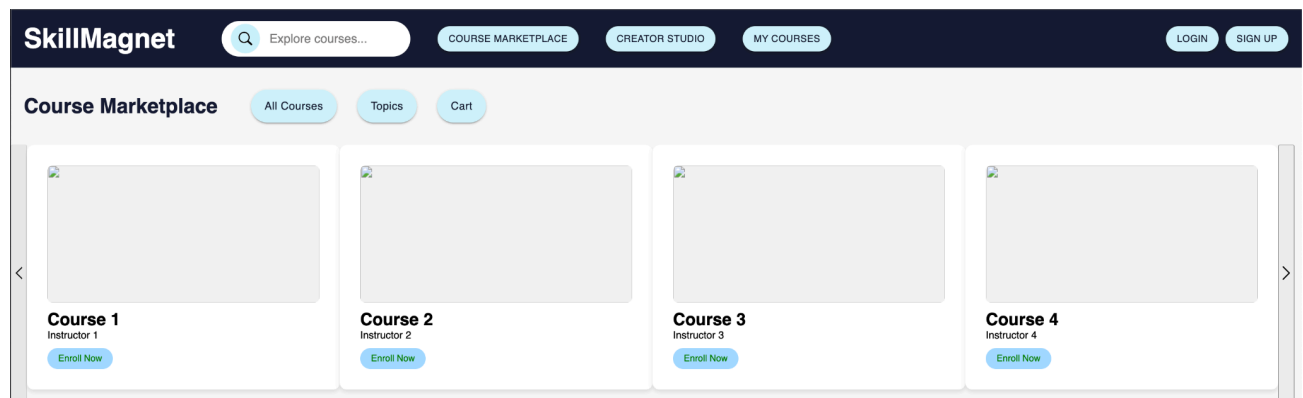 SkillMagnet
Explore courses...
COURSE MARKETPLACE
CREATOR STUDIO
MY COURSES
LOGIN
SIGN UP
Course Marketplace
All Courses
Topics
Cart
Course 1
Instructor 1
Enroll Now
Course 2
Instructor 2
Enroll Now
Course 3
Instructor 3
Enroll Now
Course 4
Instructor 4
Enroll Now